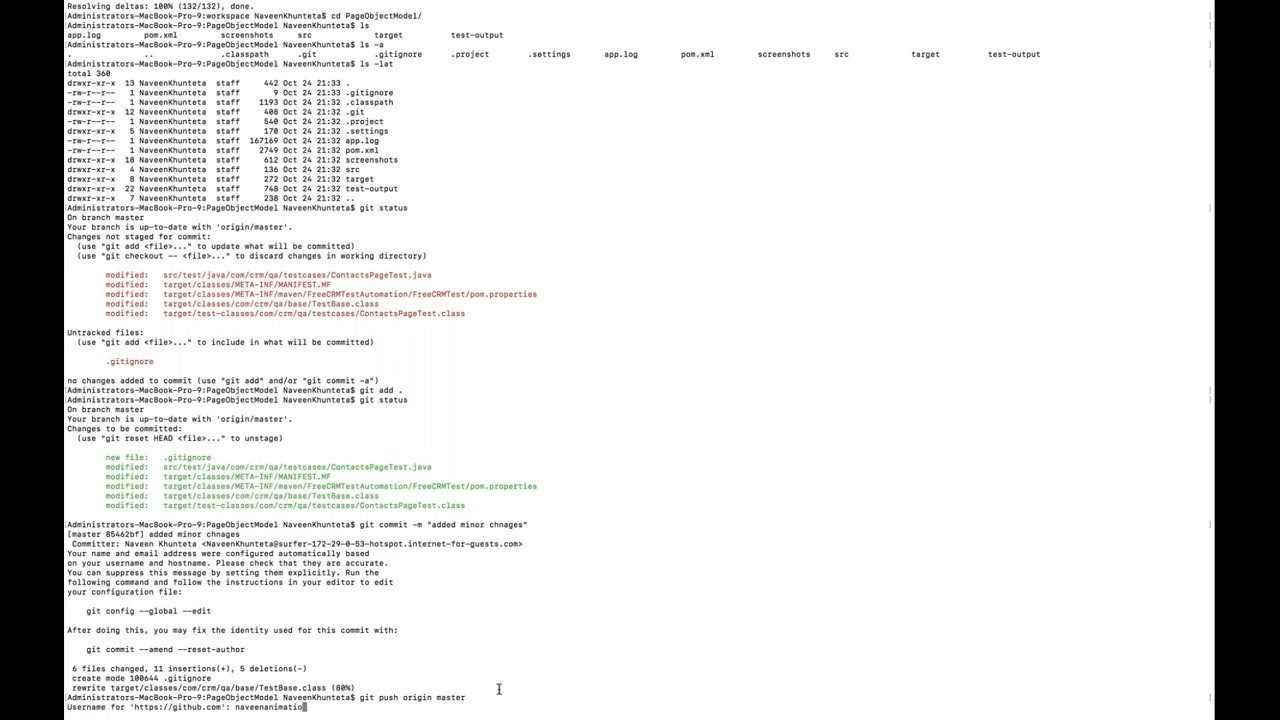 Resolving deltas: 100% (132/132), done.
[Administrators-MacBook-Pro-9:workspace NaveenKhunteta$ cd PageObjectModel/ ]
[Administrators-MacBook-Pro-9:PageObjectModel NaveenKhunteta$ ls ]
app.log pom.xml screenshots src target test-output
[Administrators-MacBook-Pro-9:PageObjectModel NaveenKhunteta$ ls -a ]
. .. .classpath .git .gitignore .project .settings app.log pom.xml screenshots src target test-output
[Administrators-MacBook-Pro-9:PageObjectModel NaveenKhunteta$ ls -lat ]
total 360
drwxr-xr-x 13 NaveenKhunteta staff 442 Oct 24 21:33 .
-rw-r--r-- 1 NaveenKhunteta staff 9 Oct 24 21:33 .gitignore
-rw-r--r-- 1 NaveenKhunteta staff 1193 Oct 24 21:32 .classpath
drwxr-xr-x 12 NaveenKhunteta staff 408 Oct 24 21:32 .git
-rw-r--r-- 1 NaveenKhunteta staff 540 Oct 24 21:32 .project
drwxr-xr-x 5 NaveenKhunteta staff 170 Oct 24 21:32 .settings
-rw-r--r-- 1 NaveenKhunteta staff 167169 Oct 24 21:32 app.log
-rw-r--r-- 1 NaveenKhunteta staff 2749 Oct 24 21:32 pom.xml
drwxr-xr-x 18 NaveenKhunteta staff 612 Oct 24 21:32 screenshots
drwxr-xr-x 4 NaveenKhunteta staff 136 Oct 24 21:32 src
drwxr-xr-x 8 NaveenKhunteta staff 272 Oct 24 21:32 target
drwxr-xr-x 22 NaveenKhunteta staff 748 Oct 24 21:32 test-output
drwxr-xr-x 7 NaveenKhunteta staff 238 Oct 24 21:32 ..
[Administrators-MacBook-Pro-9:PageObjectModel NaveenKhunteta$ git status ]
On branch master
Your branch is up-to-date with 'origin/master'.
Changes not staged for commit:
(use "git add <file>..." to update what will be committed)
(use "git checkout -- <file>..." to discard changes in working directory)
modified: src/test/java/com/crm/qa/testcases/ContactsPageTest.java
modified: target/classes/META-INF/MANIFEST.MF
modified: target/classes/META-INF/maven/FreeCRMTestAutomation/FreeCRMTest/pom.properties
modified: target/classes/com/crm/qa/base/TestBase.class
modified: target/test-classes/com/crm/qa/testcases/ContactsPageTest.class
Untracked files:
(use "git add <file>..." to include in what will be committed)
.gitignore
no changes added to commit (use "git add" and/or "git commit -a")
[Administrators-MacBook-Pro-9:PageObjectModel NaveenKhunteta$ git add . ]
[Administrators-MacBook-Pro-9:PageObjectModel NaveenKhunteta$ git status ]
On branch master
Your branch is up-to-date with 'origin/master'.
Changes to be committed:
(use "git reset HEAD <file>..." to unstage)
new file: .gitignore
modified: src/test/java/com/crm/qa/testcases/ContactsPageTest.java
modified: target/classes/META-INF/MANIFEST.MF
modified: target/classes/META-INF/maven/FreeCRMTestAutomation/FreeCRMTest/pom.properties
modified: target/classes/com/crm/qa/base/TestBase.class
modified: target/test-classes/com/crm/qa/testcases/ContactsPageTest.class
[Administrators-MacBook-Pro-9:PageObjectModel NaveenKhunteta$ git commit -m "added minor chnages" ]
[master 85462bf] added minor chnages
Committer: Naveen Khunteta <NaveenKhunteta@surfer-172-29-0-53-hotspot.internet-for-guests.com>
Your name and email address were configured automatically based
on your username and hostname. Please check that they are accurate.
You can suppress this message by setting them explicitly. Run the
following command and follow the instructions in your editor to edit
your configuration file:
git config --global --edit
After doing this, you may fix the identity used for this commit with:
git commit --amend --reset-author
6 files changed, 11 insertions(+), 5 deletions(-)
create mode 100644 .gitignore
rewrite target/classes/com/crm/qa/base/TestBase.class (80%)
[Administrators-MacBook-Pro-9:PageObjectModel NaveenKhunteta$ git push origin master ]
Username for 'https://github.com': naveenanimatio